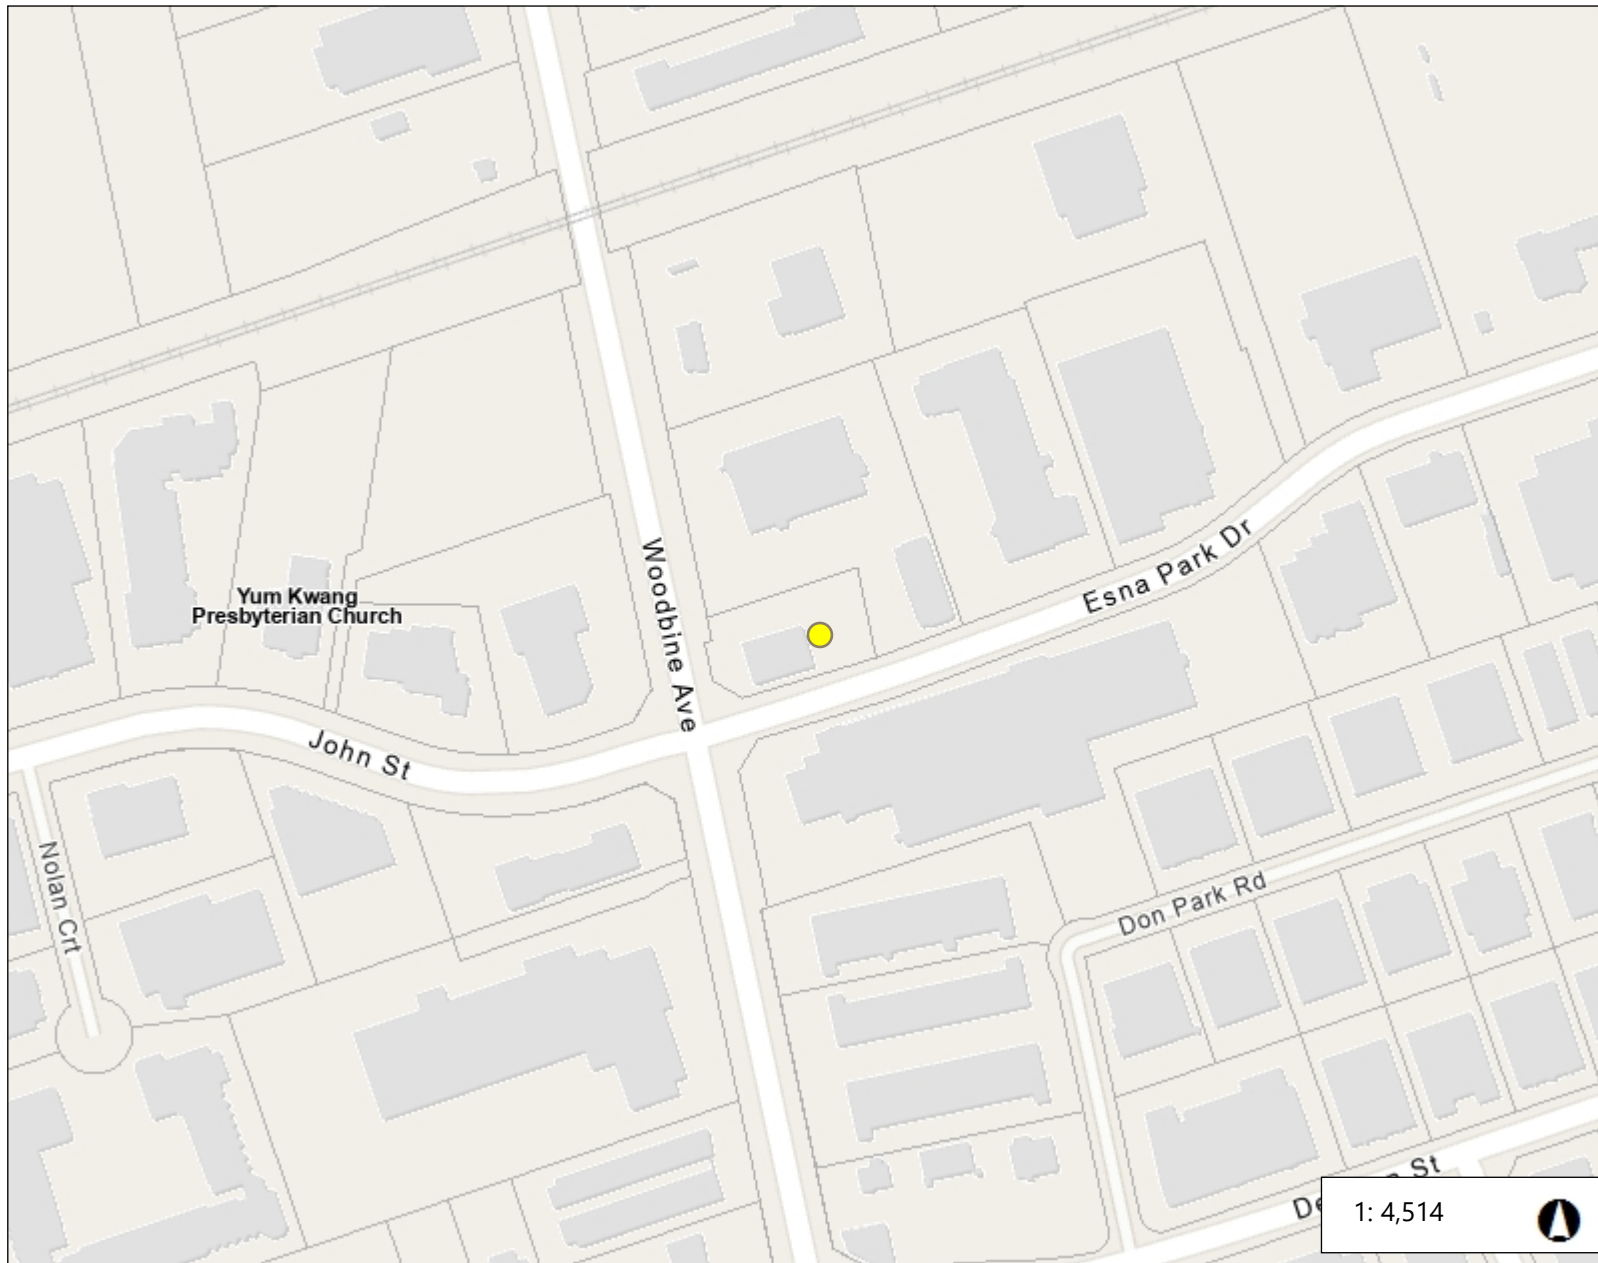 Woodbine Ave
Esna Park Dr
Yum Kwang
Presbyterian Church
John St
Nolan Crt
Don Park Rd
St
1: 4,514